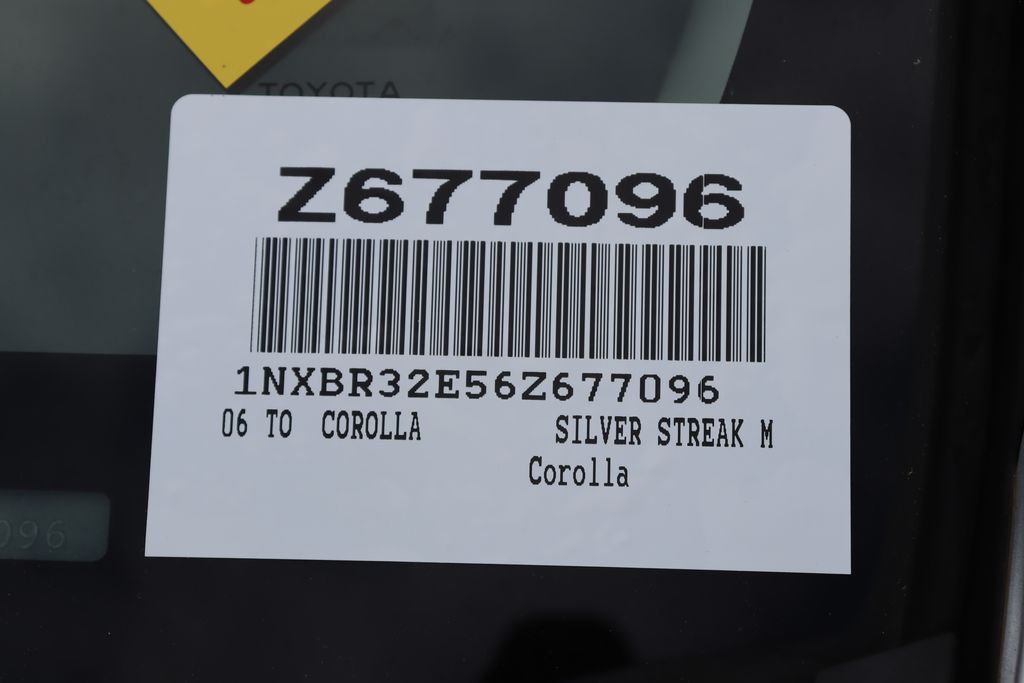 TOYOTA
Z677096
1NXBR32E56Z677096
06 TO COROLLA SILVER STREAK M
Corolla
096